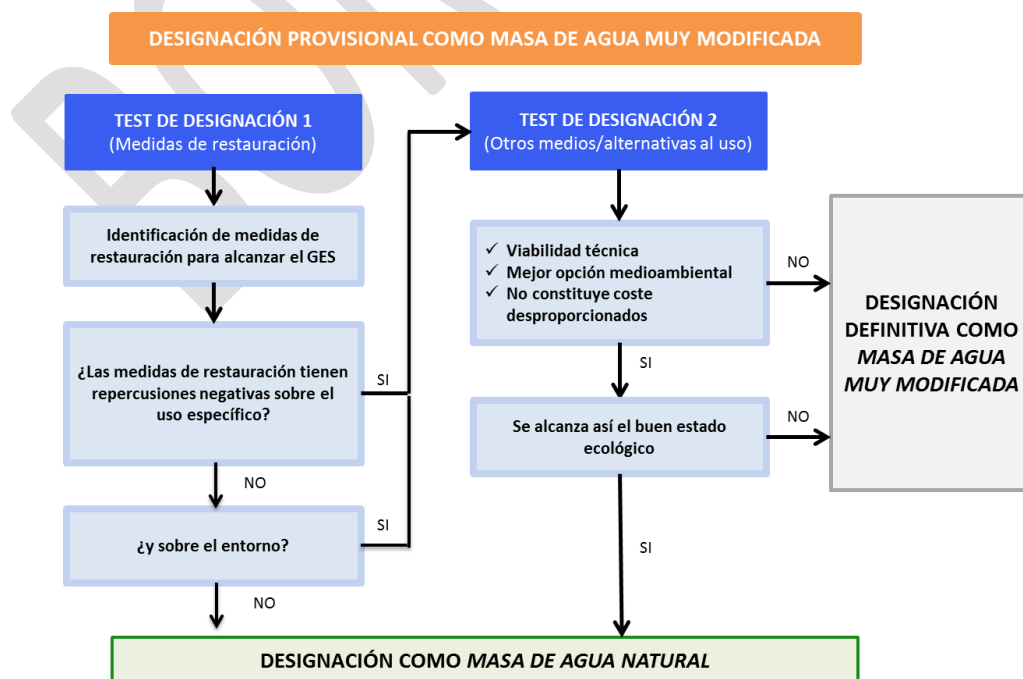 DESIGNACIÓN PROVISIONAL COMO MASA DE AGUA MUY MODIFICADA
TEST DE DESIGNACIÓN 1
(Medidas de restauración)
Identificación de medidas de
restauración para alcanzar el GES
¿Las medidas de restauración tienen
repercusiones negativas sobre el
uso específico?
SI
NO
¿y sobre el entorno?
SI
NO
TEST DE DESIGNACIÓN 2
(Otros medios/alternativas al uso)
✓ Viabilidad técnica
✓ Mejor opción medioambiental
✓ No constituye coste
desproporcionados
NO
SI
Se alcanza así el buen estado
ecológico
NO
SI
DESIGNACIÓN
DEFINITIVA COMO
MASA DE AGUA
MUY MODIFICADA
DESIGNACIÓN COMO MASA DE AGUA NATURAL